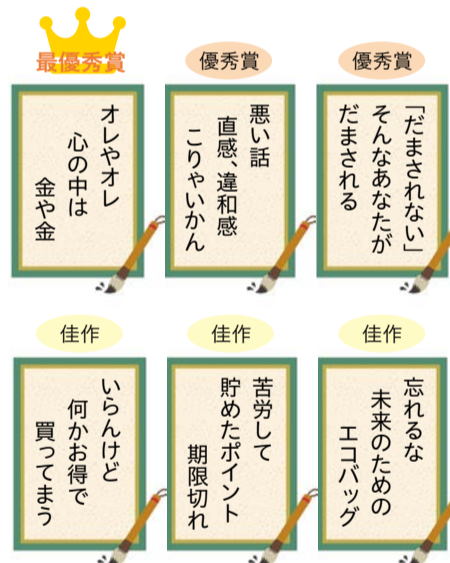 最優秀賞
オレやオレ
心の中は
金や金
優秀賞
悪い話
直感、違和感
こりゃいかん
優秀賞
「だまされない」
そんなあなたが
だまされる
佳作
いらんけど
何かお得で
買ってまう
佳作
苦労して
貯めたポイント
期限切れ
佳作
忘れるな
未来のための
エコバッグ